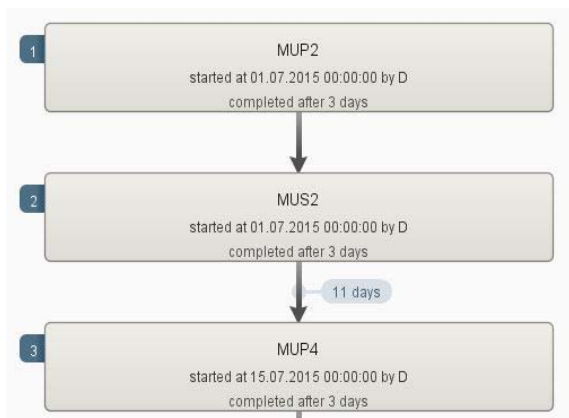 1
MUP2
started at 01.07.2015 00:00:00 by D
completed after 3 days
2
MUS2
started at 01.07.2015 00:00:00 by D
completed after 3 days
11 days
3
MUP4
started at 15.07.2015 00:00:00 by D
completed after 3 days